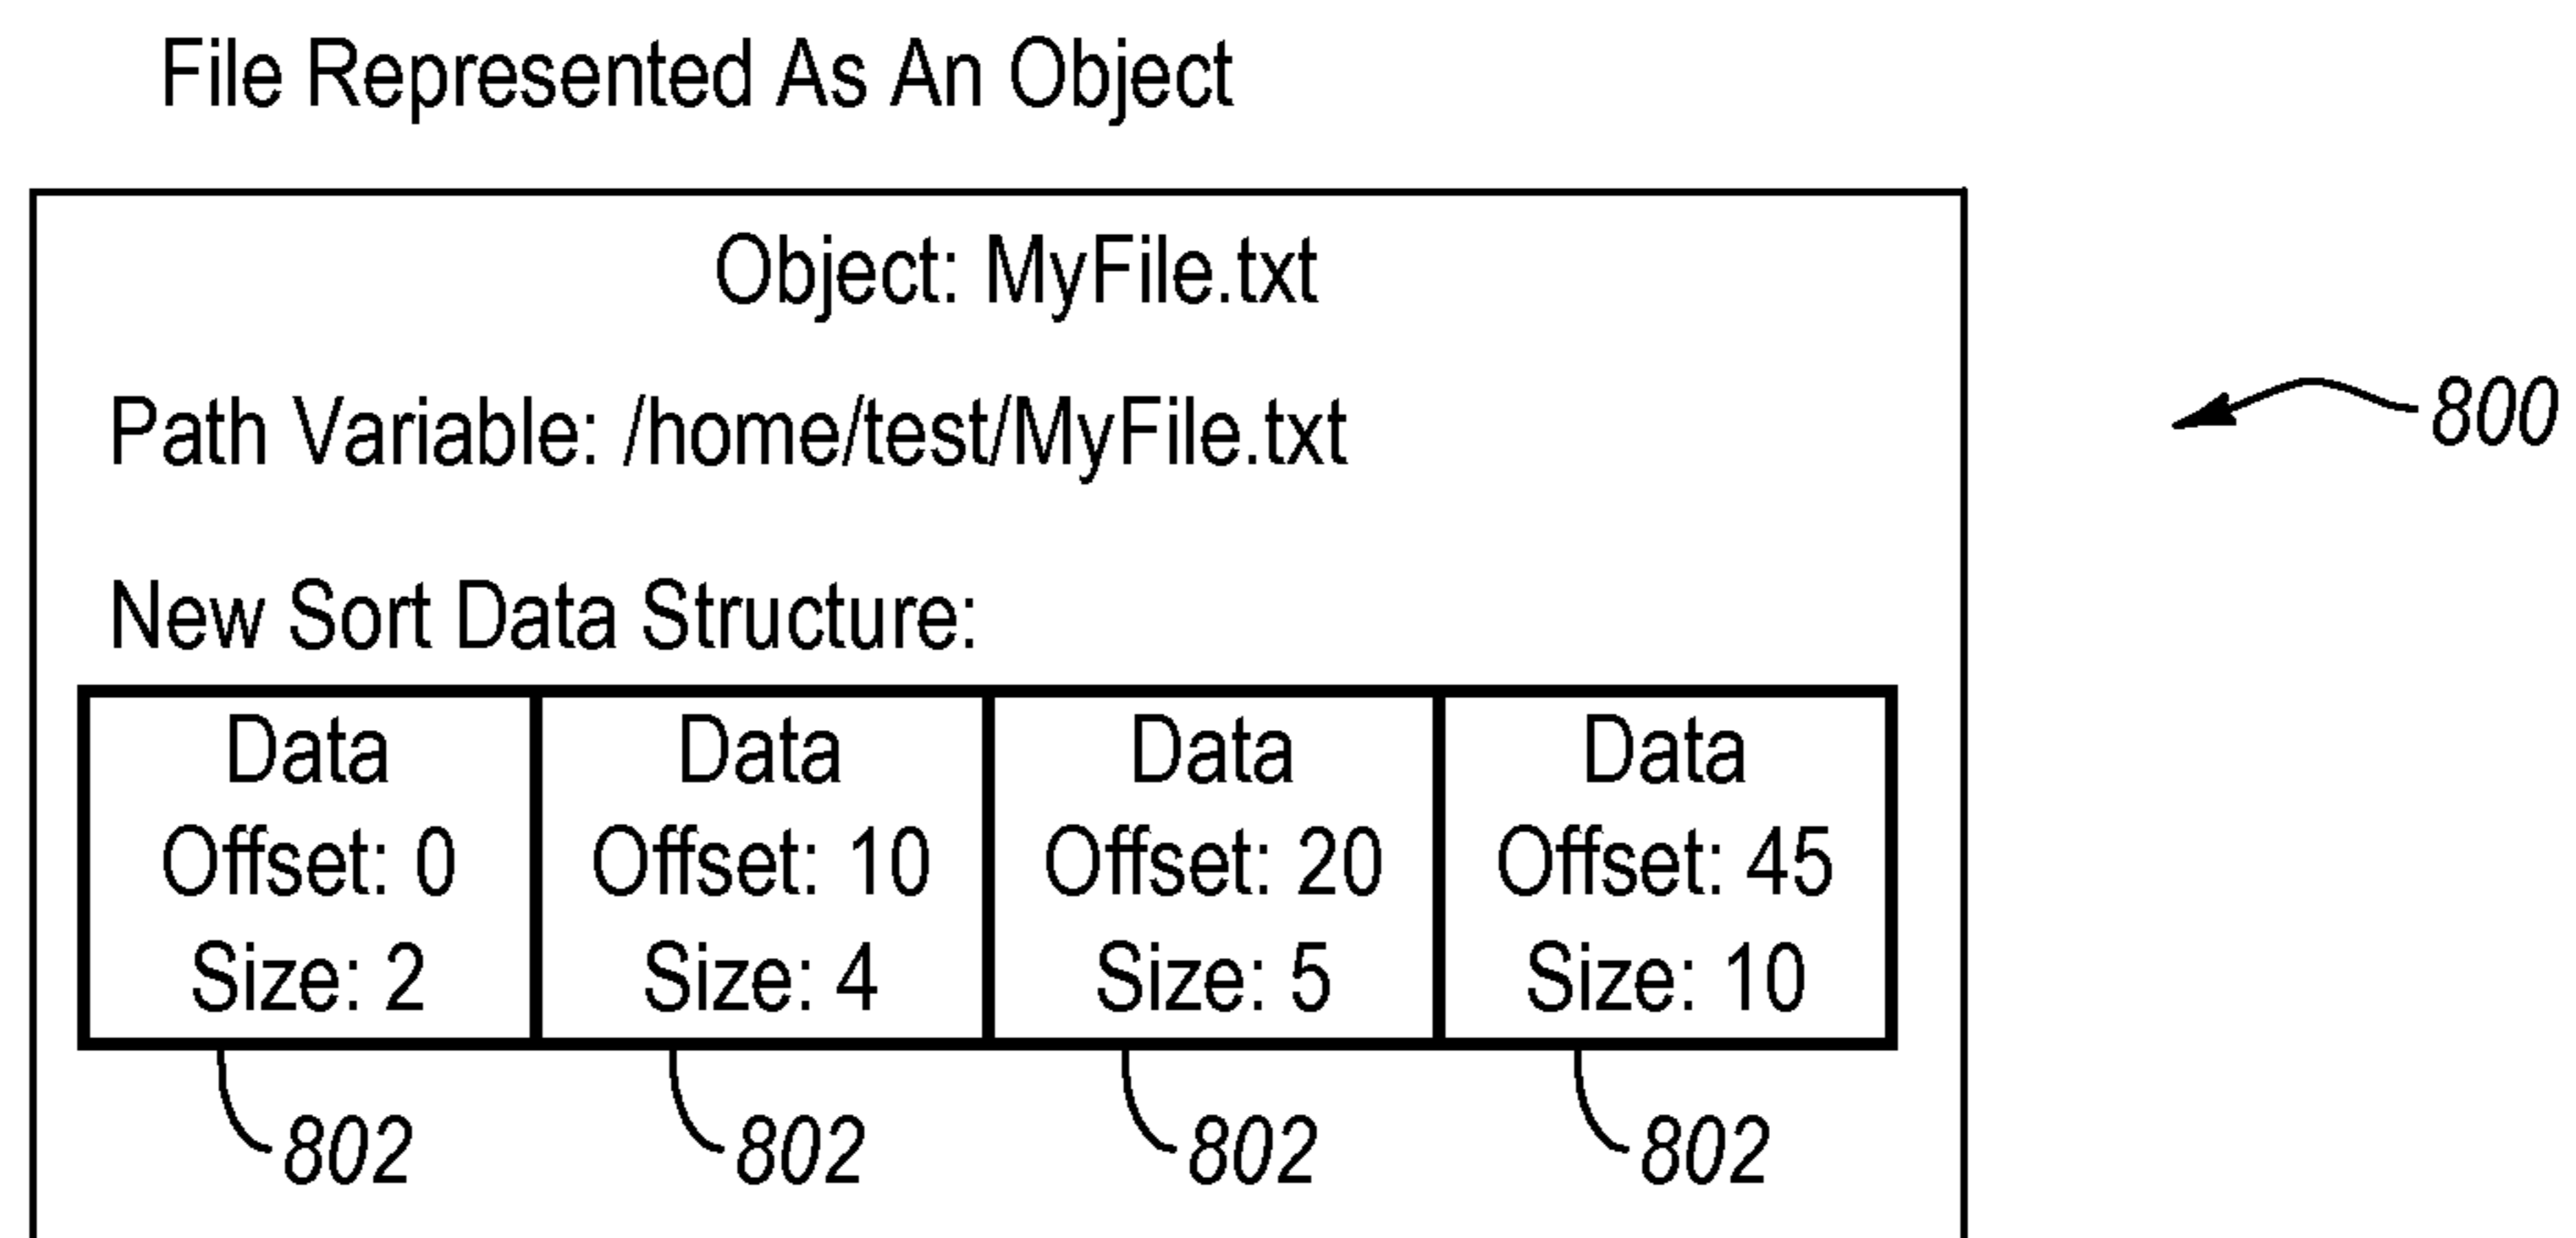 File Represented As An Object
Object: MyFile.txt
Path Variable: /home/test/MyFile.txt
800
New Sort Data Structure:
Data Data Data Data
Offset: 0 Offset: 10 Offset: 20 Offset: 45
Size: 2 Size: 4 Size: 5 Size: 10
802 802 802 802